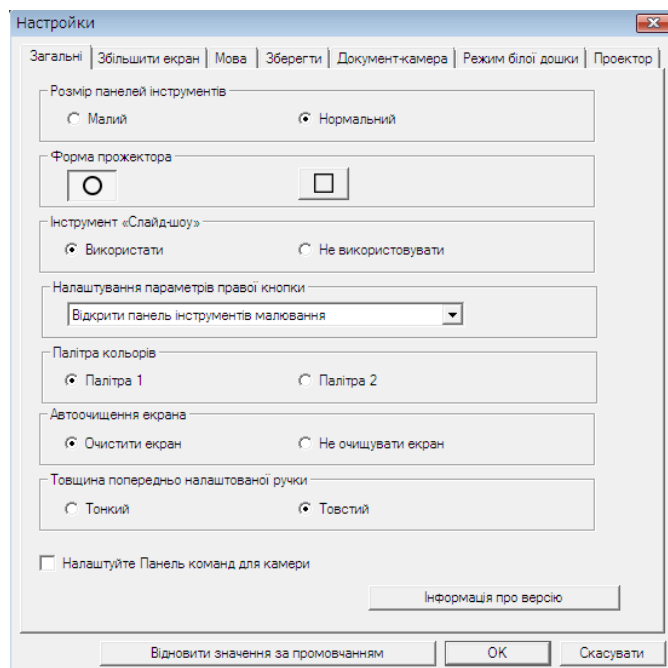 Настройки
Загальні Збільшити екран Мова Зберегти Документ-камера Режим білої дошки Проектор
Розмір панелей інструментів
Малий Нормальний
Форма прожектора
Інструмент «Слайд-шоу»
Використати Не використовувати
Налаштування параметрів правої кнопки
Відкрити панель інструментів малювання
Палітра кольорів
Палітра 1 Палітра 2
Автоочищення екрана
Очистити екран Не очищувати екран
Товщина попередньо налаштованої ручки
Тонкий Товстий
Налаштуйте Панель команд для камери
Інформація про версію
Відновити значення за промовчанням OK Скасувати